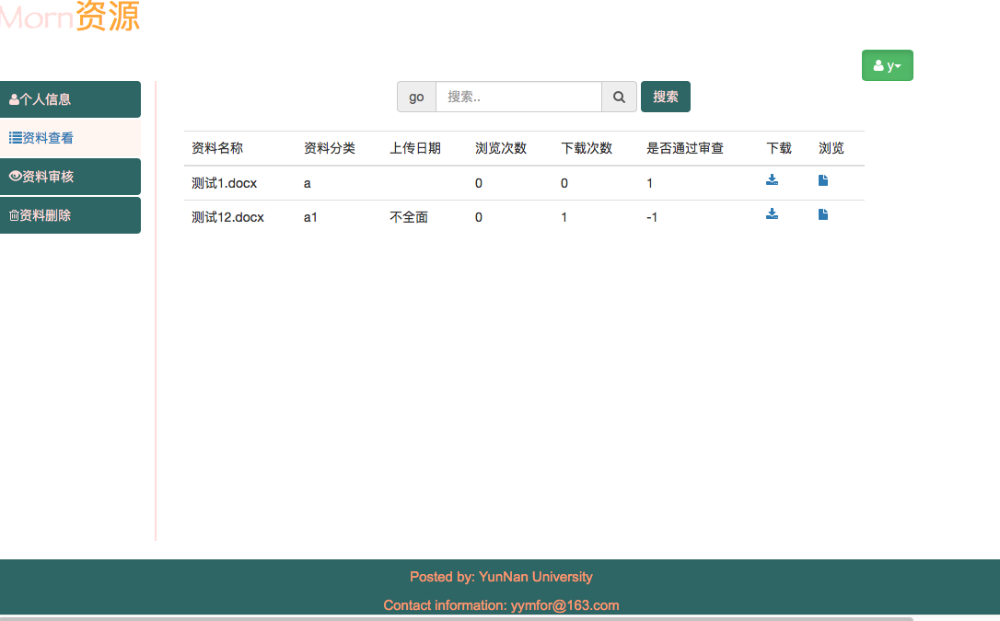 Morn资源
y
个人信息
资料查看
资料审核
资料删除
go 搜索.. 搜索
资料名称 资料分类 上传日期 浏览次数 下载次数 是否通过审查 下载 浏览
测试1.docx a 0 0 1
测试12.docx a1 不全面 0 1 -1
Posted by: YunNan University
Contact information: yymfor@163.com